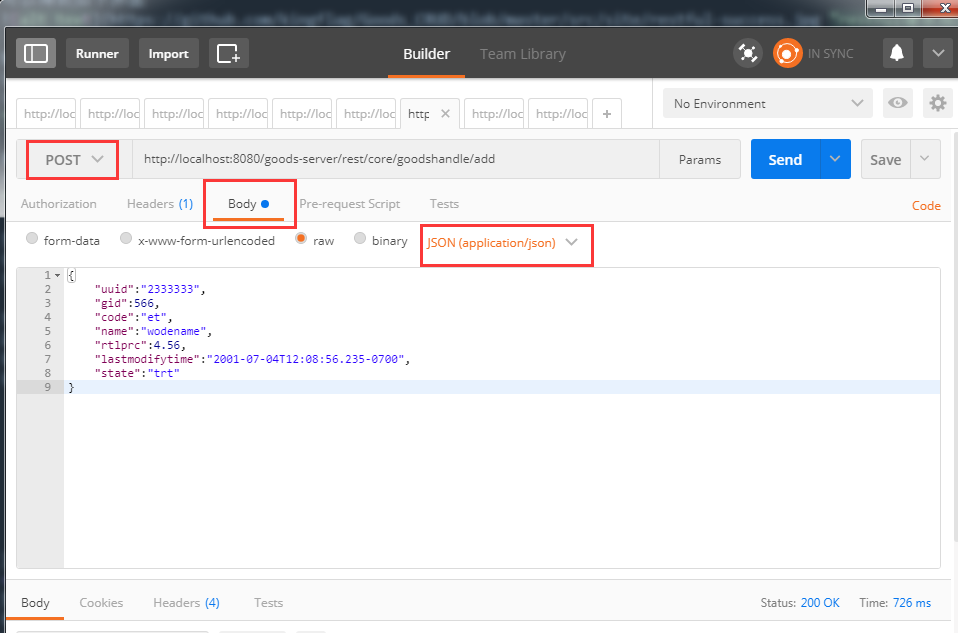 Runner Import Builder Team Library IN SYNC
http://loc http://loc http://loc http://loc http://loc http://loc http http://loc http://loc + No Environment
POST http://localhost:8080/goods-server/rest/core/goodshandle/add Params Send Save
Authorization Headers (1) Body Pre-request Script Tests Code
form-data x-www-form-urlencoded raw binary JSON (application/json)
1 {
2 "uuid":"2333333",
3 "gid":566,
4 "code":"et",
5 "name":"wodename",
6 "rtlprc":4.56,
7 "lastmodifytime":"2001-07-04T12:08:56.235-0700",
8 "state":"trt"
9 }
Body Cookies Headers (4) Tests Status: 200 OK Time: 726 ms